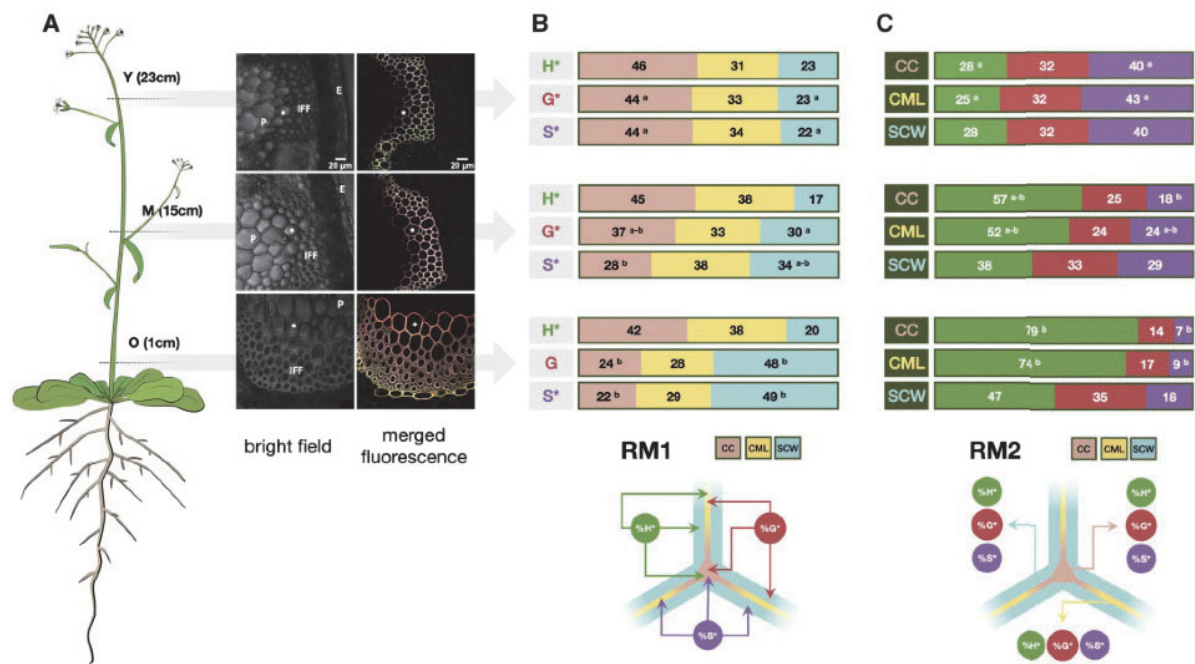 A
Y (23cm)
M (15cm)
O (1cm)
E
IFF
P
20 µm
20 µm
E
P
IFF
P
IFF
bright field
merged
fluorescence
B
H* 46 31 23
G* 44 a 33 23 a
S* 44 a 34 22 a
H* 45 38 17
G* 37 a-b 33 30 a
S* 28 b 38 34 a-b
H* 42 38 20
G 24 b 28 48 b
S* 22 b 29 49 b
RM1 CC CML SCW
%H* %G*
%S*
C
CC 28 a 32 40 a
CML 25 a 32 43 a
SCW 28 32 40
CC 57 a-b 25 18 b
CML 52 a-b 24 24 a-b
SCW 38 33 29
CC 79 b 14 7 b
CML 74 b 17 9 b
SCW 47 35 18
RM2 CC CML SCW
%H* %H*
%G* %G*
%S* %S*
%H* %G* %S*